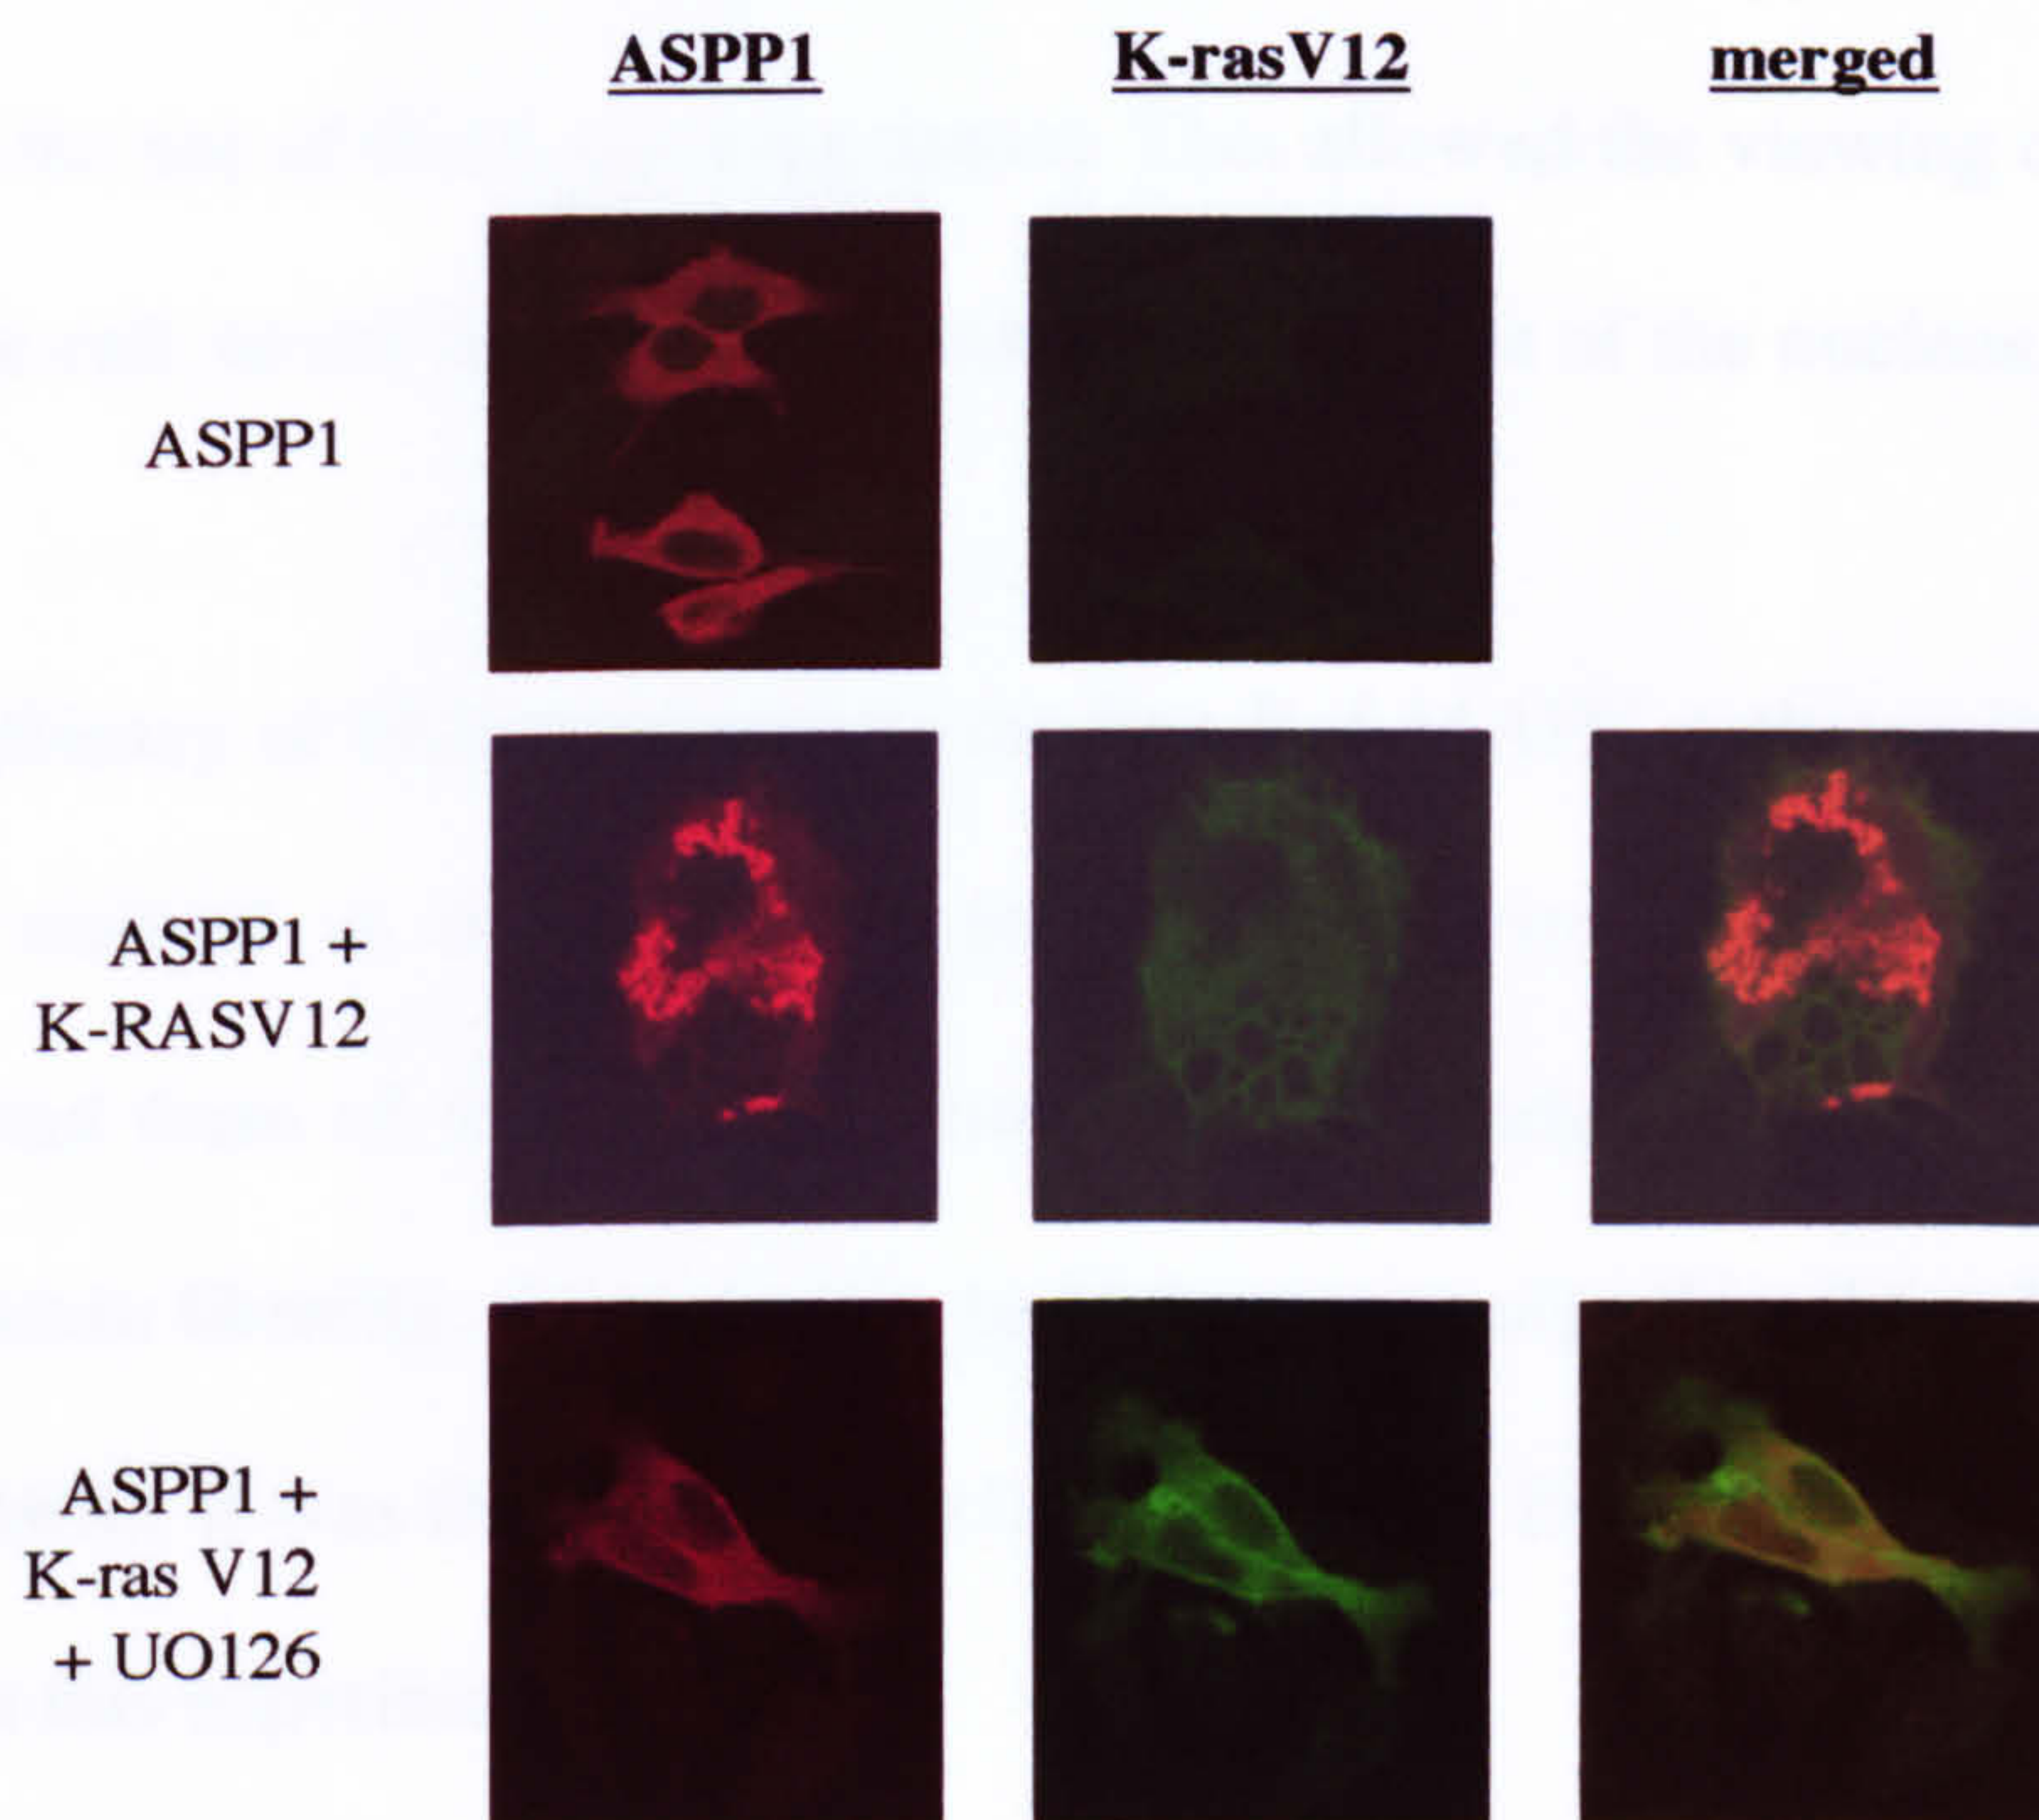 ASPP1 K-rasV12 merged
ASPP1
ASPP1 +
K-RASV12
ASPP1 +
K-ras V12
+ UO126